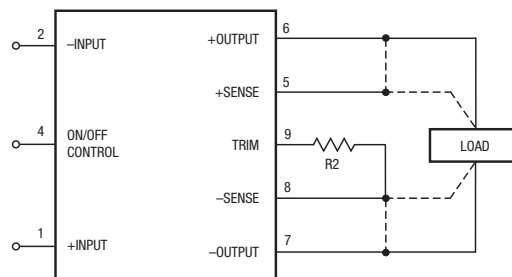 2
–INPUT
+OUTPUT
6
+SENSE
5
4
ON/OFF
CONTROL
TRIM
9
R2
LOAD
–SENSE
8
1
+INPUT
–OUTPUT
7